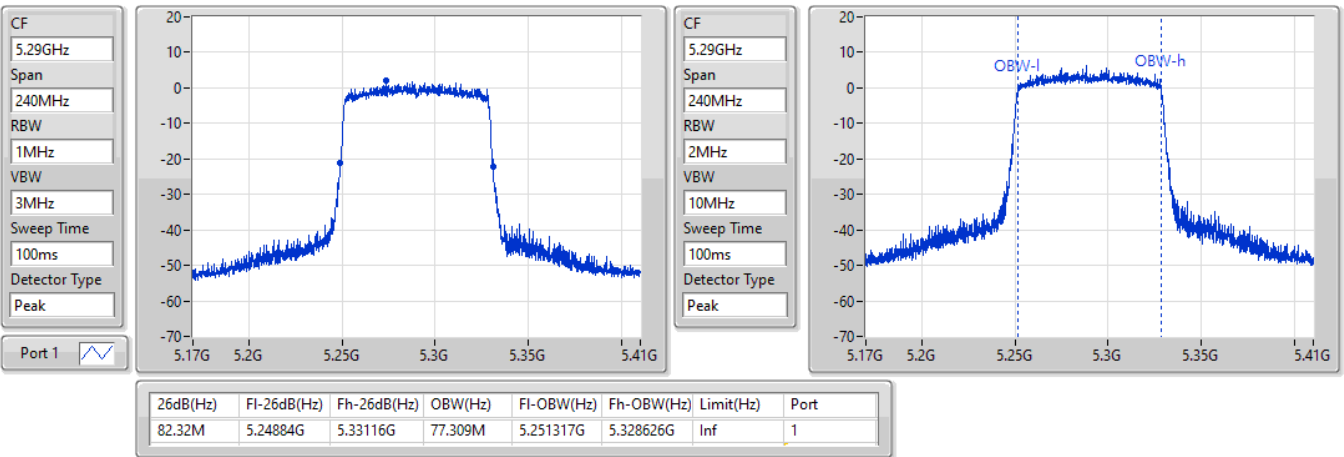 CF
5.29GHz
Span
240MHz
RBW
1MHz
VBW
3MHz
Sweep Time
100ms
Detector Type
Peak
Port 1
20
10
0
-10
-20
-30
-40
-50
-60
-70
5.17G 5.2G 5.25G 5.3G 5.35G 5.41G
CF
5.29GHz
Span
240MHz
RBW
2MHz
VBW
10MHz
Sweep Time
100ms
Detector Type
Peak
20
10
0
-10
-20
-30
-40
-50
-60
-70
OBW-l OBW-h
5.17G 5.2G 5.25G 5.3G 5.35G 5.41G
26dB(Hz) Fl-26dB(Hz) Fh-26dB(Hz) OBW(Hz) Fl-OBW(Hz) Fh-OBW(Hz) Limit(Hz) Port
82.32M 5.24884G 5.33116G 77.309M 5.251317G 5.328626G Inf 1